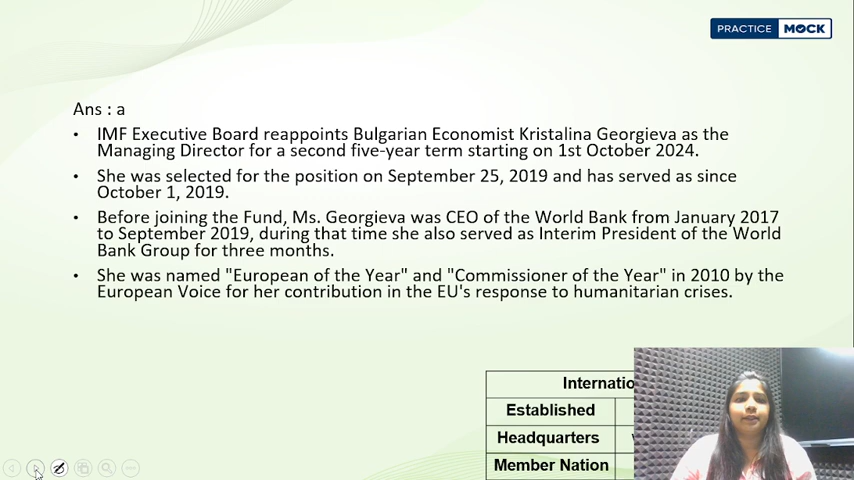 PRACTICE MOCK
Ans : a
• IMF Executive Board reappoints Bulgarian Economist Kristalina Georgieva as the
Managing Director for a second five-year term starting on 1st October 2024.
• She was selected for the position on September 25, 2019 and has served as since
October 1, 2019.
• Before joining the Fund, Ms. Georgieva was CEO of the World Bank from January 2017
to September 2019, during that time she also served as Interim President of the World
Bank Group for three months.
• She was named "European of the Year" and "Commissioner of the Year" in 2010 by the
European Voice for her contribution in the EU's response to humanitarian crises.
Internatio
Established
Headquarters
Member Nation